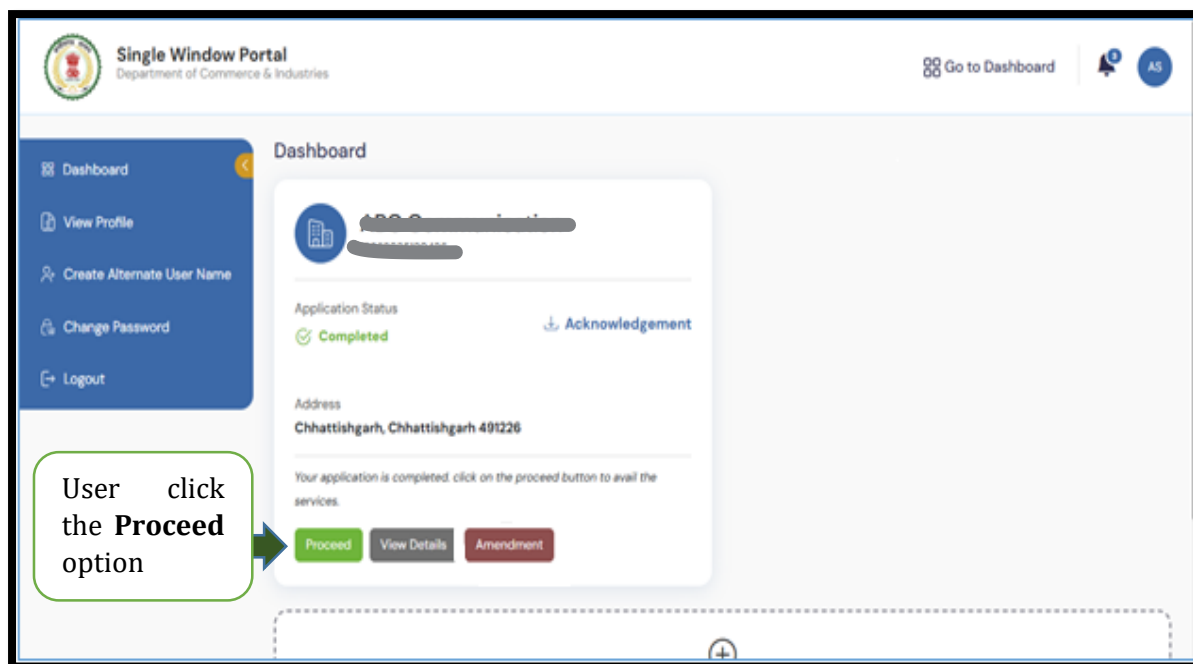 Single Window Portal
Department of Commerce & Industries
Go to Dashboard
3
AS
Dashboard
View Profile
Create Alternate User Name
Change Password
Logout
Dashboard
Application Status
Completed
Acknowledgement
Address
Chhattishgarh, Chhattishgarh 491226
Your application is completed. click on the proceed button to avail the
services.
Proceed
View Details
Amendment
User click
the Proceed
option